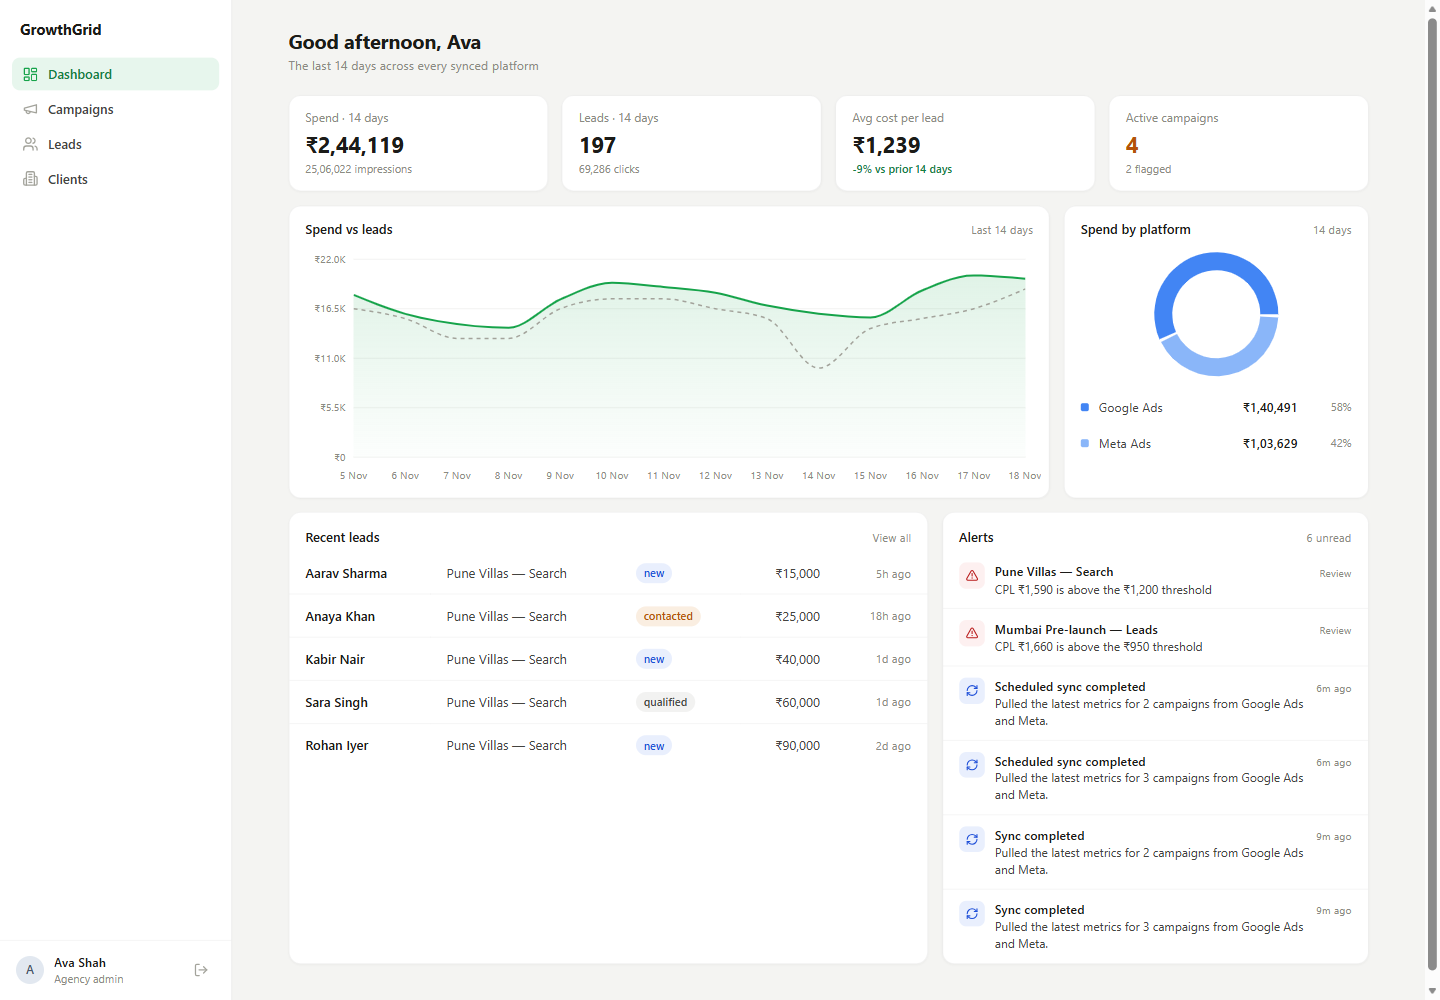 GrowthGrid
Dashboard
Campaigns
Leads
Clients
Good afternoon, Ava
The last 14 days across every synced platform
Spend · 14 days
₹2,44,119
25,06,022 impressions
Leads · 14 days
197
69,286 clicks
Avg cost per lead
₹1,239
-9% vs prior 14 days
Active campaigns
4
2 flagged
Spend vs leads
Last 14 days
₹22.0K
₹16.5K
₹11.0K
₹5.5K
₹0
5 Nov 6 Nov 7 Nov 8 Nov 9 Nov 10 Nov 11 Nov 12 Nov 13 Nov 14 Nov 15 Nov 16 Nov 17 Nov 18 Nov
Spend by platform
14 days
Google Ads ₹1,40,491 58%
Meta Ads ₹1,03,629 42%
Recent leads
View all
Aarav Sharma Pune Villas — Search new ₹15,000 5h ago
Anaya Khan Pune Villas — Search contacted ₹25,000 18h ago
Kabir Nair Pune Villas — Search new ₹40,000 1d ago
Sara Singh Pune Villas — Search qualified ₹60,000 1d ago
Rohan Iyer Pune Villas — Search new ₹90,000 2d ago
Alerts
6 unread
Pune Villas — Search Review
CPL ₹1,590 is above the ₹1,200 threshold
Mumbai Pre-launch — Leads Review
CPL ₹1,660 is above the ₹950 threshold
Scheduled sync completed 6m ago
Pulled the latest metrics for 2 campaigns from Google Ads
and Meta.
Scheduled sync completed 6m ago
Pulled the latest metrics for 3 campaigns from Google Ads
and Meta.
Sync completed 9m ago
Pulled the latest metrics for 2 campaigns from Google Ads
and Meta.
Sync completed 9m ago
Pulled the latest metrics for 3 campaigns from Google Ads
and Meta.
A
Ava Shah
Agency admin